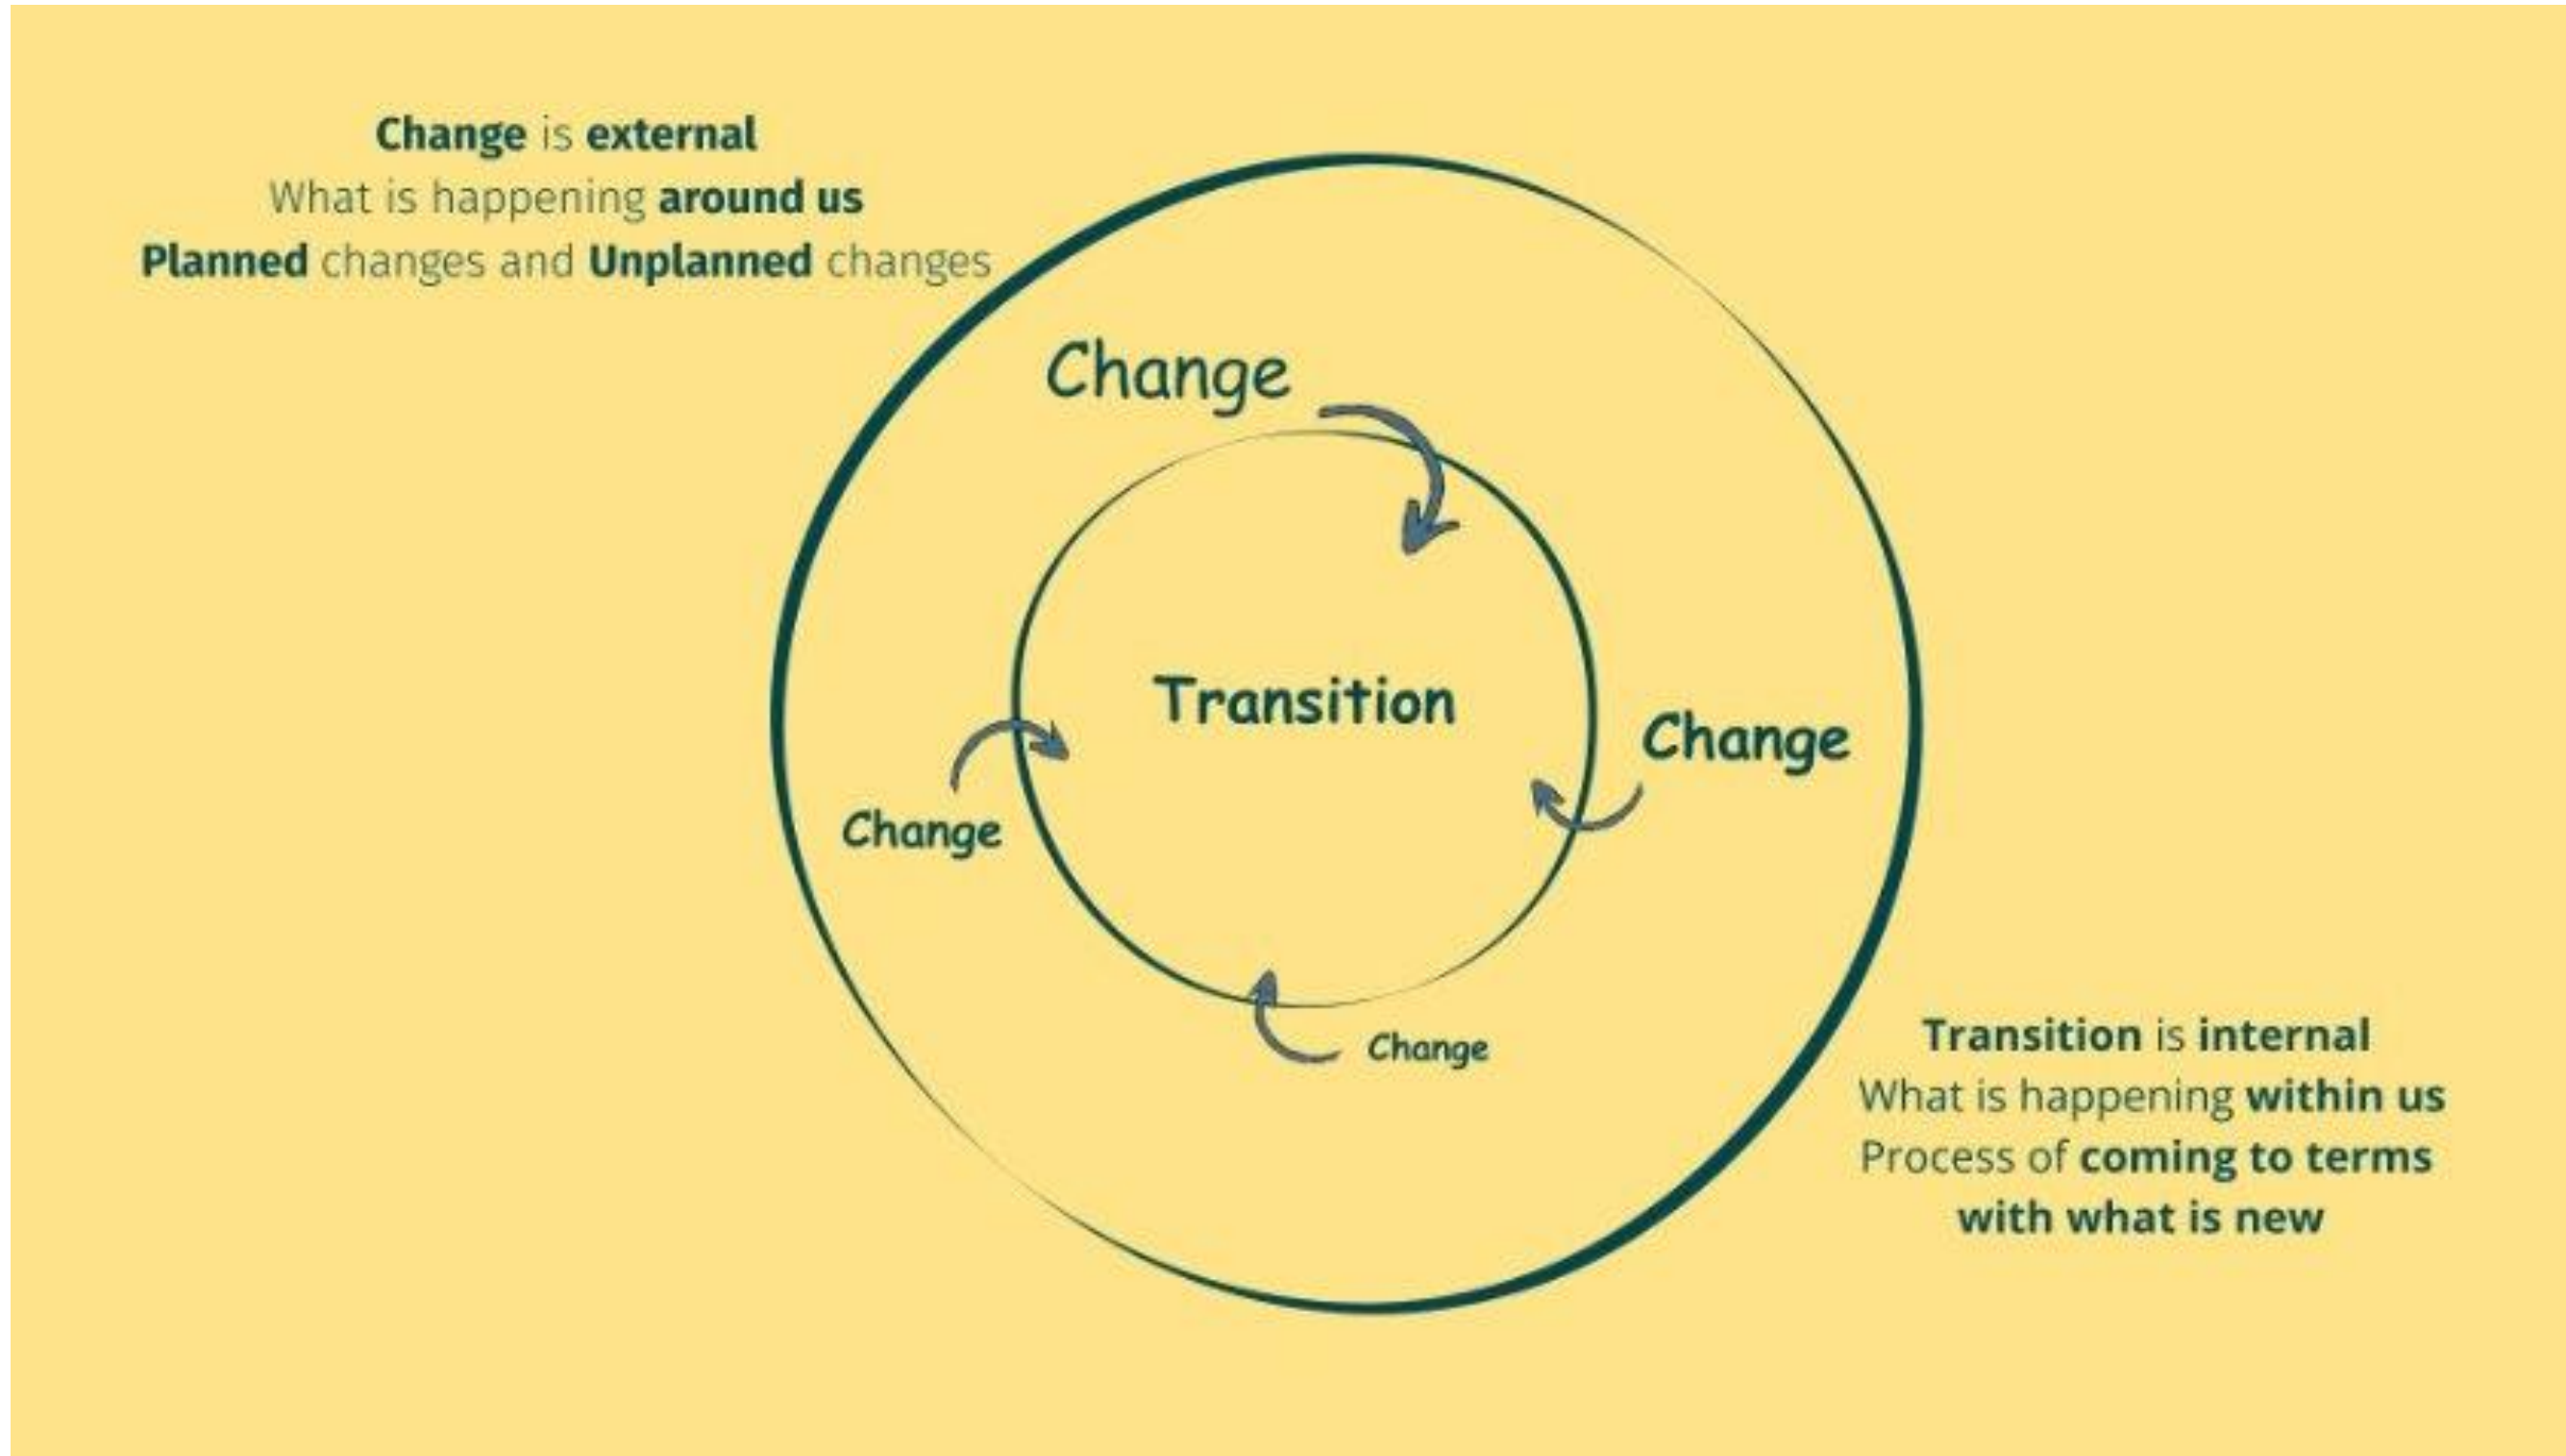 Change is external
What is happening around us
Planned changes and Unplanned changes
Change
Transition
Change
Change
Change
Transition is internal
What is happening within us
Process of coming to terms
with what is new